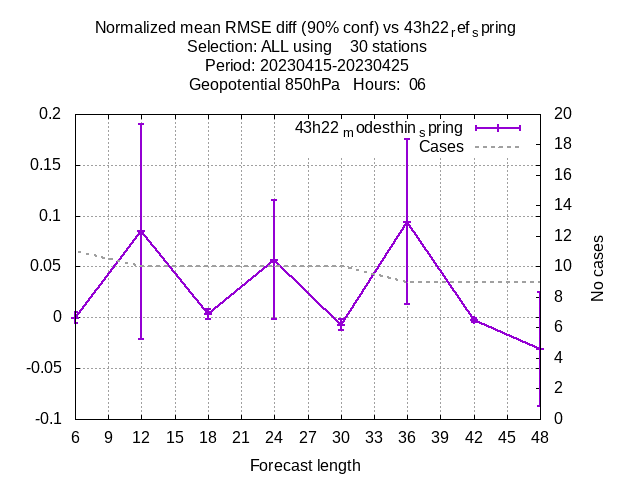 Normalized mean RMSE diff (90% conf) vs 43h22refspring
Selection: ALL using 30 stations
Period: 20230415-20230425
Geopotential 850hPa Hours: 06
43h22modesthinspring
Cases
0.2
0.15
0.1
0.05
0
-0.05
-0.1
20
18
16
14
12
10
8
6
4
2
0
No cases
6 9 12 15 18 21 24 27 30 33 36 39 42 45 48
Forecast length